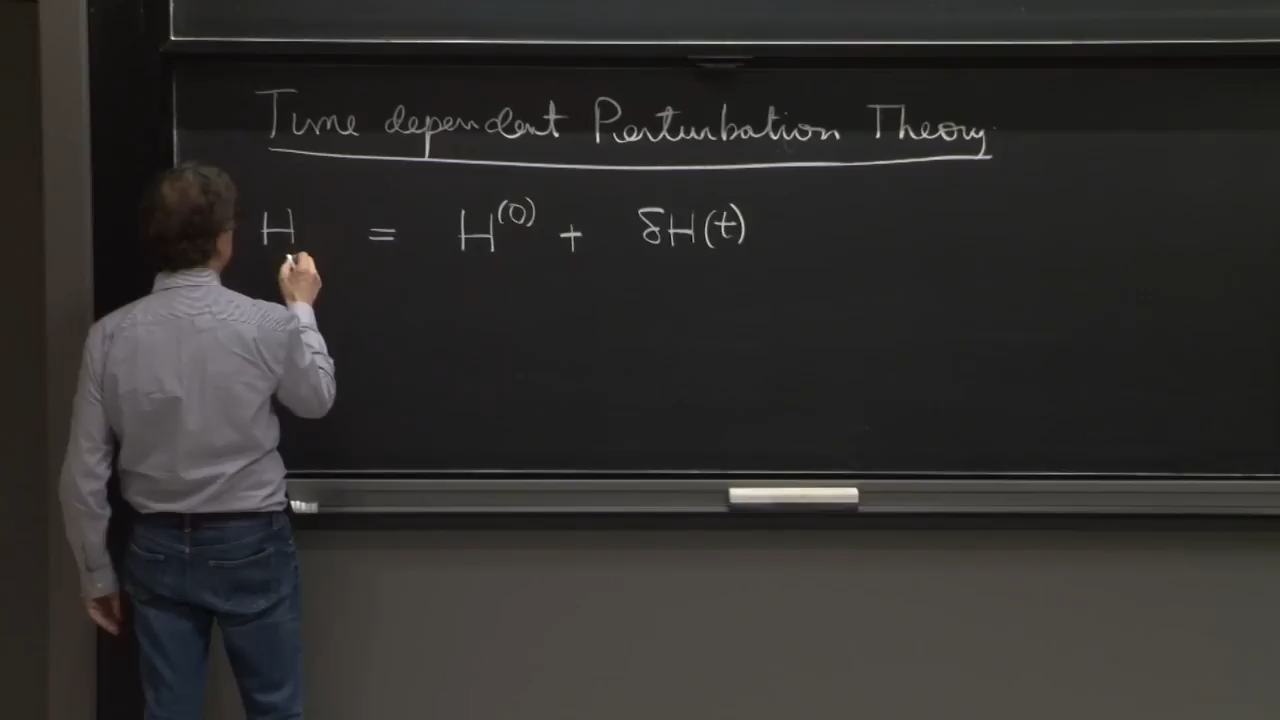 Time dependent Perturbation Theory
H = H⁽⁰⁾ + δH(t)